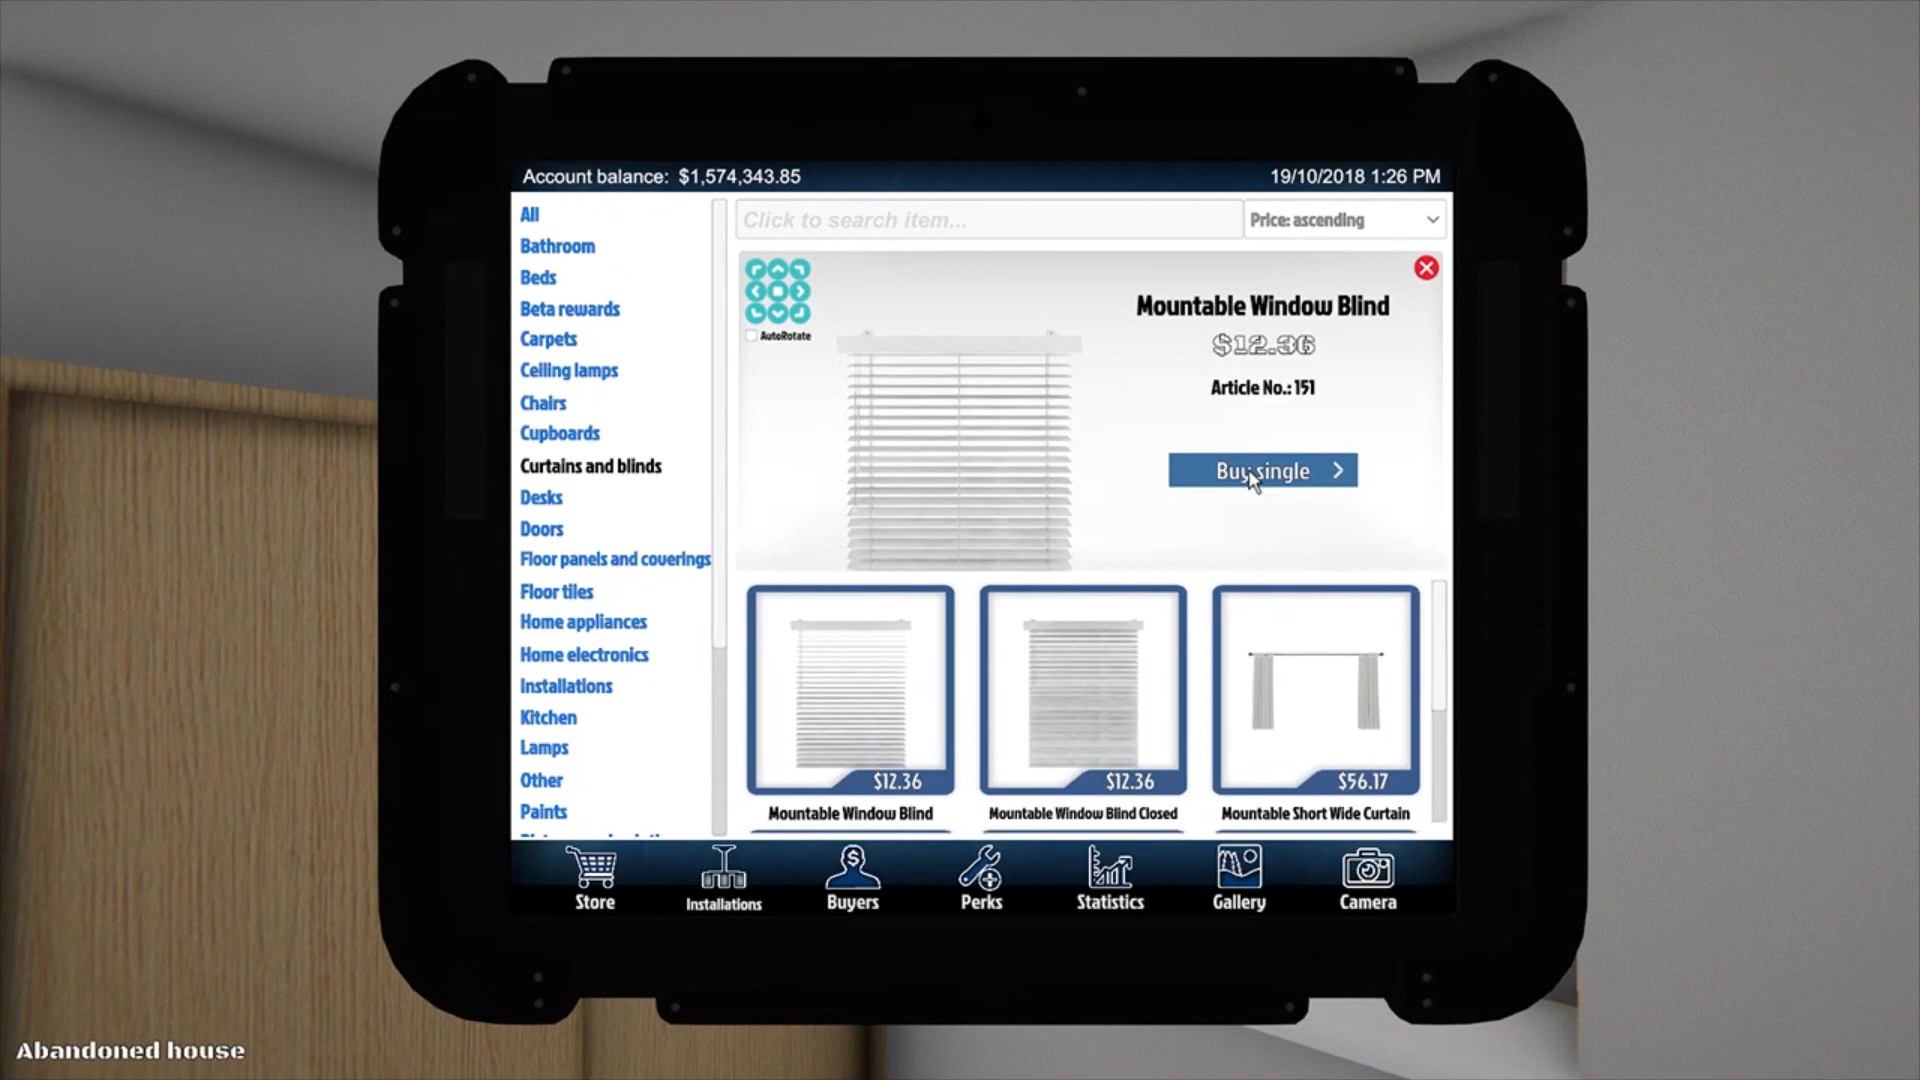 Account balance: $1,574,343.85
19/10/2018 1:26 PM
All
Bathroom
Beds
Beta rewards
Carpets
Ceiling lamps
Chairs
Cupboards
Curtains and blinds
Desks
Doors
Floor panels and coverings
Floor tiles
Home appliances
Home electronics
Installations
Kitchen
Lamps
Other
Paints
Click to search item...
Price: ascending
AutoRotate
Mountable Window Blind
$12.36
Article No.: 151
Buy single
$12.36
Mountable Window Blind
$12.36
Mountable Window Blind Closed
$56.17
Mountable Short Wide Curtain
Store
Installations
Buyers
Perks
Statistics
Gallery
Camera
Abandoned house